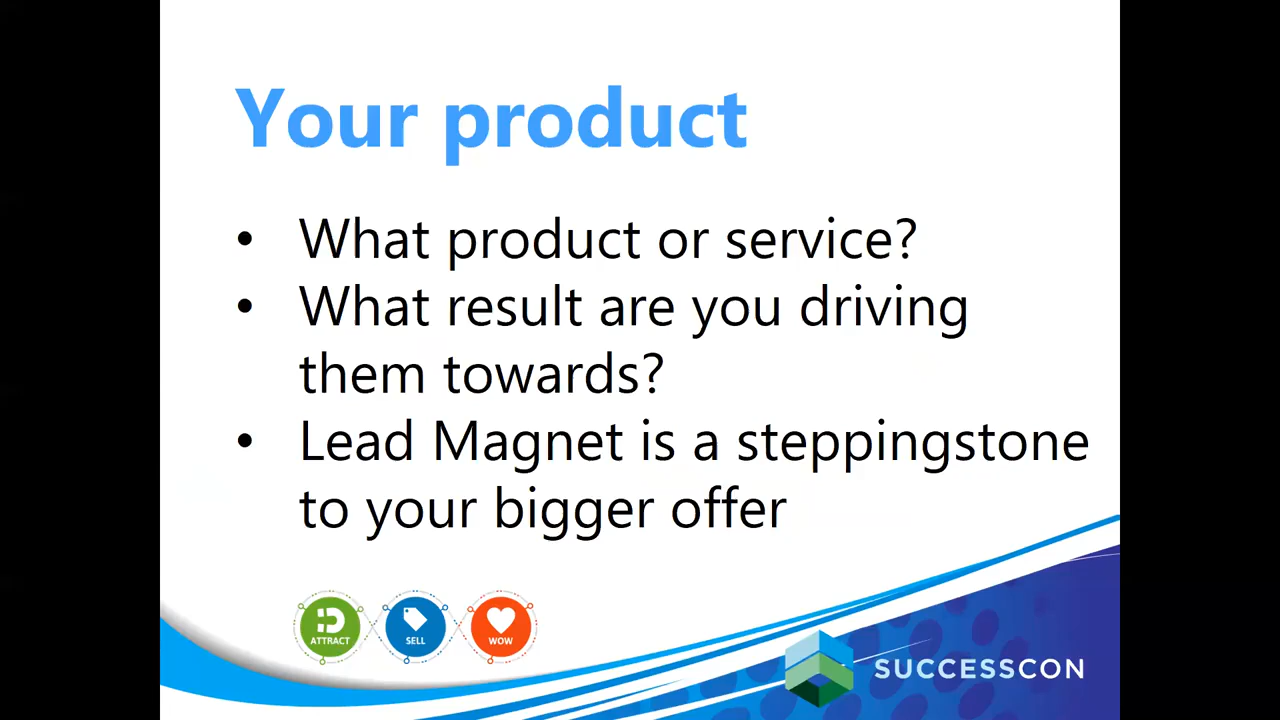 Your product
• What product or service?
• What result are you driving
them towards?
• Lead Magnet is a steppingstone
to your bigger offer
ATTRACT
SELL
WOW
SUCCESSCON